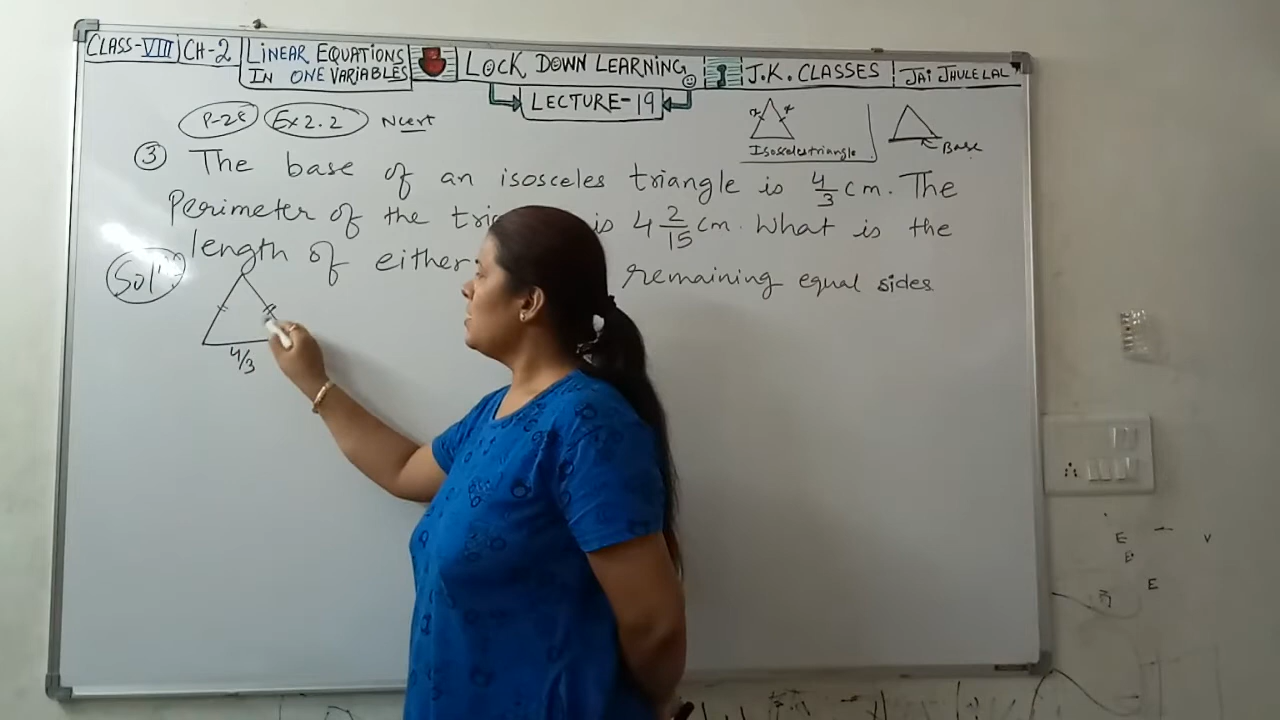 CLASS-VIII CH-2 LINEAR EQUATIONS IN ONE VARIABLES LOCK DOWN LEARNING J.K. CLASSES JAI JHULELAL
LECTURE-19
P-28 Ex 2.2 Ncert
x x
Isosceles triangle Base
③ The base of an isosceles triangle is 4/3 cm. The
Perimeter of the is 4 2/15 cm. What is the
length of either remaining equal sides
Solⁿ
4/3